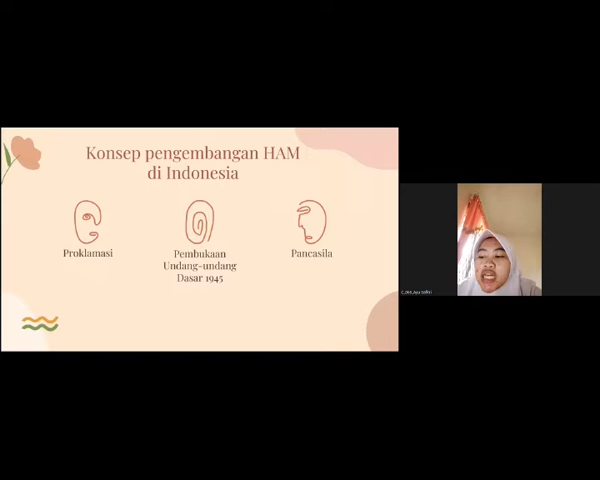 Konsep pengembangan HAM
di Indonesia
Proklamasi
Pembukaan
Undang-undang
Dasar 1945
Pancasila